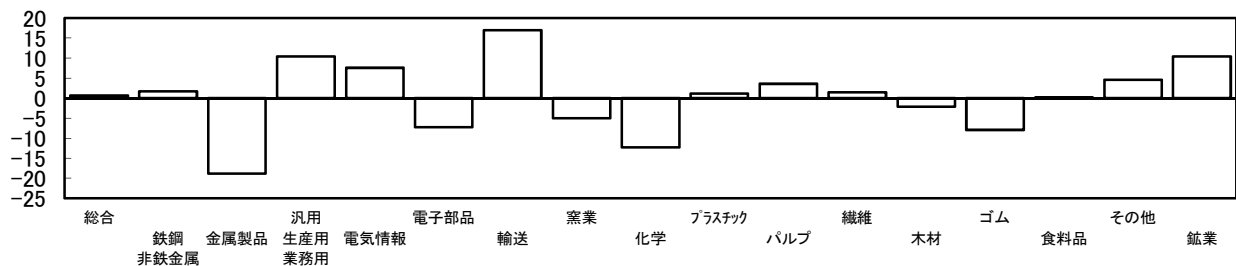 20
15
10
5
0
-5
-10
-15
-20
-25
総合
鉄鋼
非鉄金属
金属製品
汎用
生産用
業務用
電気情報
電子部品
輸送
窯業
化学
ﾌﾟﾗｽﾁｯｸ
パルプ
繊維
木材
ゴム
食料品
その他
鉱業